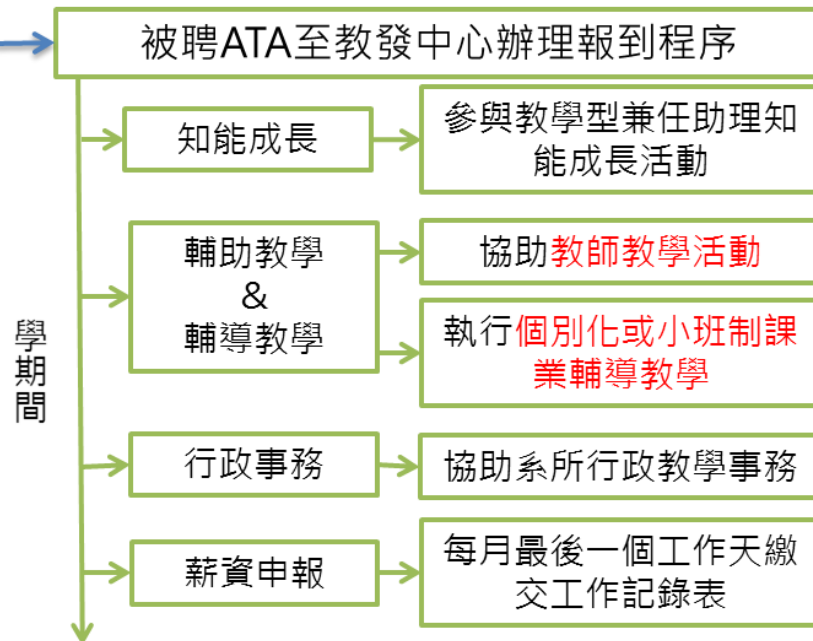 被聘ATA至教發中心辦理報到程序
知能成長
參與教學型兼任助理知
能成長活動
輔助教學
&
輔導教學
協助教師教學活動
執行個別化或小班制課
業輔導教學
學期間
行政事務
協助系所行政教學事務
薪資申報
每月最後一個工作天繳
交工作記錄表